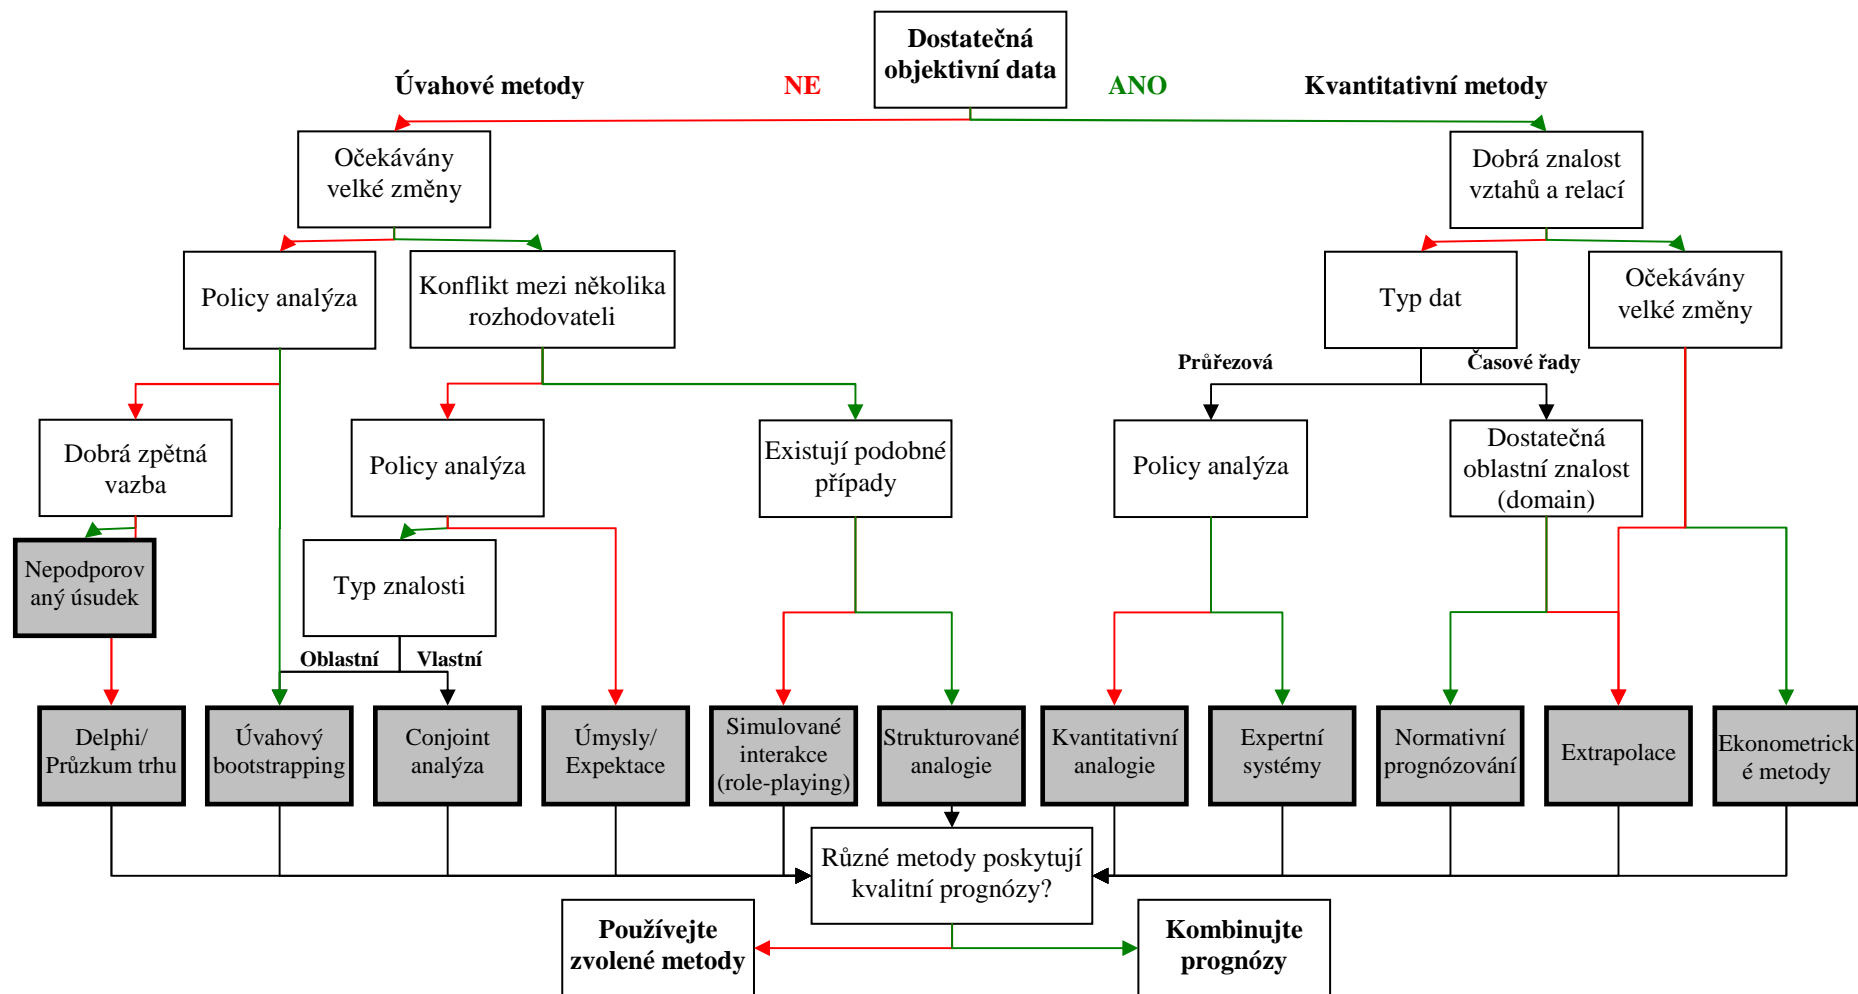 Dostatečná
objektivní data
Úvahové metody
NE
ANO
Kvantitativní metody
Očekávány
velké změny
Dobrá znalost
vztahů a relací
Policy analýza
Konflikt mezi několika
rozhodovateli
Typ dat
Očekávány
velké změny
Průřezová
Časové řady
Dobrá zpětná
vazba
Policy analýza
Existují podobné
případy
Policy analýza
Dostatečná
oblastní znalost
(domain)
Nepodporov
aný úsudek
Typ znalosti
Oblastní
Vlastní
Delphi/
Průzkum trhu
Úvahový
bootstrapping
Conjoint
analýza
Úmysly/
Expektace
Simulované
interakce
(role-playing)
Strukturované
analogie
Kvantitativní
analogie
Expertní
systémy
Normativní
prognózování
Extrapolace
Ekonometrick
é metody
Různé metody poskytují
kvalitní prognózy?
Používejte
zvolené metody
Kombinujte
prognózy